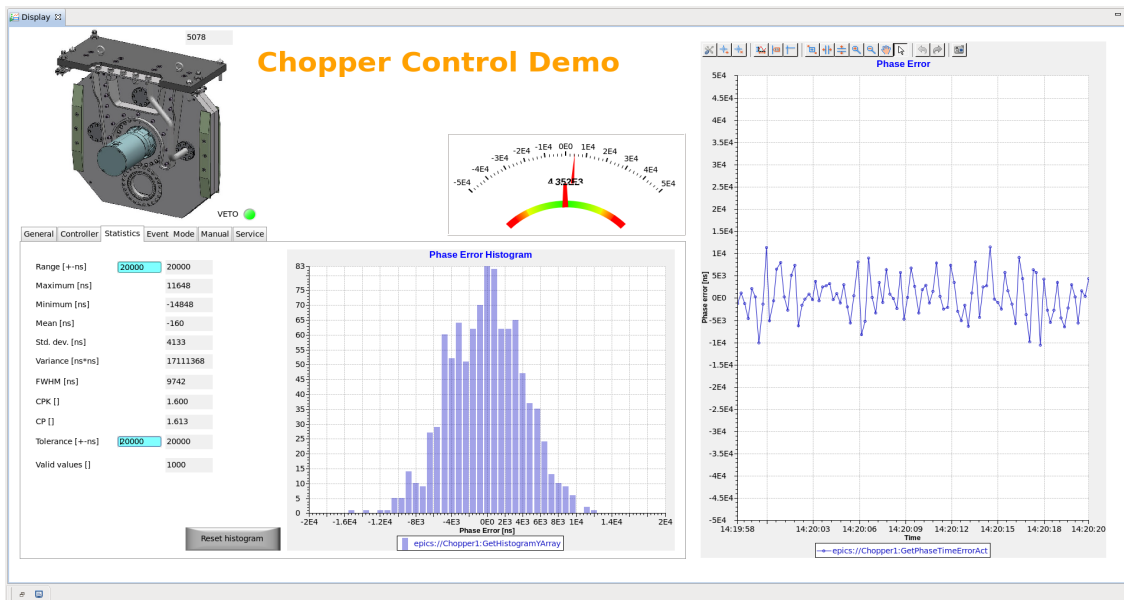 Display
5078
Chopper Control Demo
VETO
-5E4 -4E4 -3E4 -2E4 -1E4 0E0 1E4 2E4 3E4 4E4 5E4
4.352E3
General Controller Statistics Event Mode Manual Service
Range [+-ns] 20000 20000
Maximum [ns] 11648
Minimum [ns] -14848
Mean [ns] -160
Std. dev. [ns] 4133
Variance [ns*ns] 17111368
FWHM [ns] 9742
CPK [] 1.600
CP [] 1.613
Tolerance [+-ns] 20000 20000
Valid values [] 1000
Reset histogram
Phase Error Histogram
83
75
70
65
60
55
50
45
40
35
30
25
20
15
10
5
0
-2E4 -1.6E4 -1.2E4 -8E3 -4E3 0E0 2E3 4E3 6E3 8E3 1E4 1.4E4 2E4
Phase Error [ns]
epics://Chopper1:GetHistogramYArray
Phase Error
5E4
4.5E4
4E4
3.5E4
3E4
2.5E4
2E4
1.5E4
1E4
5E3
0E0
-5E3
-1E4
-1.5E4
-2E4
-2.5E4
-3E4
-3.5E4
-4E4
-4.5E4
-5E4
Phase error [ns]
14:19:58 14:20:03 14:20:06 14:20:09 14:20:12 14:20:15 14:20:18 14:20:20
Time
epics://Chopper1:GetPhaseTimeErrorAct